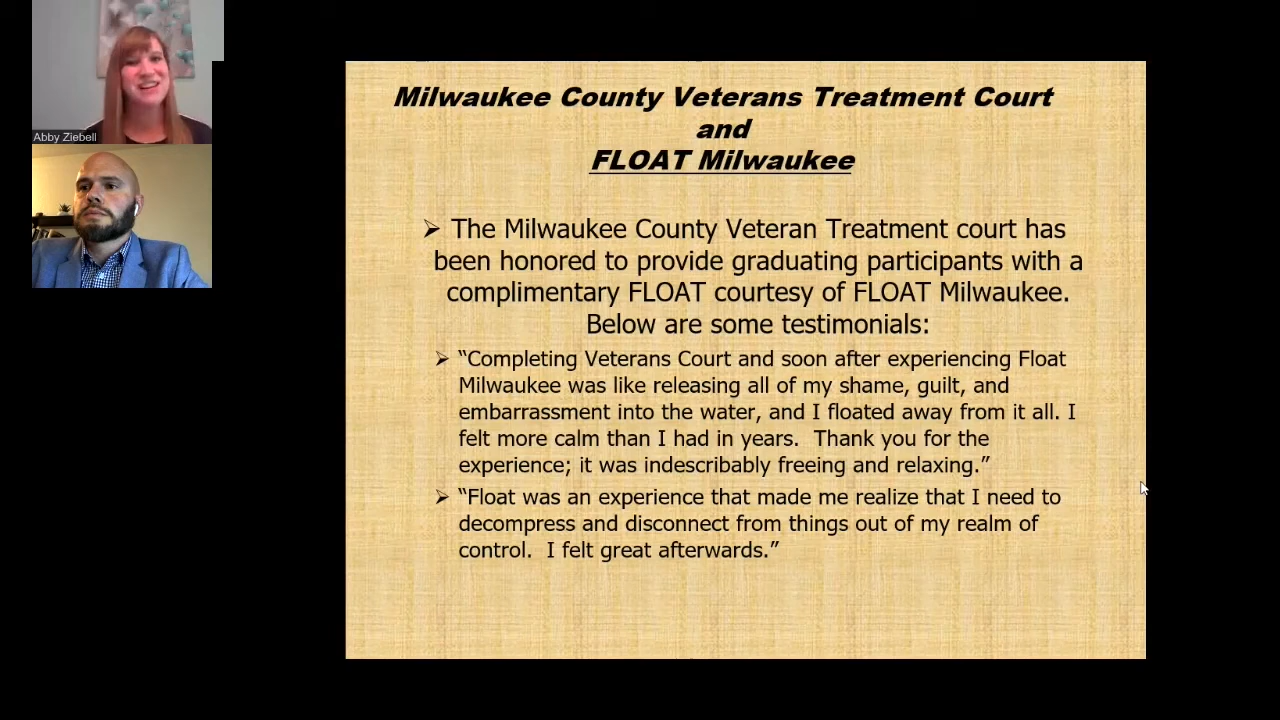 Abby Ziebell
Milwaukee County Veterans Treatment Court
and
FLOAT Milwaukee
➢ The Milwaukee County Veteran Treatment court has
been honored to provide graduating participants with a
complimentary FLOAT courtesy of FLOAT Milwaukee.
Below are some testimonials:
➢ “Completing Veterans Court and soon after experiencing Float
Milwaukee was like releasing all of my shame, guilt, and
embarrassment into the water, and I floated away from it all. I
felt more calm than I had in years.  Thank you for the
experience; it was indescribably freeing and relaxing.”
➢ “Float was an experience that made me realize that I need to
decompress and disconnect from things out of my realm of
control.  I felt great afterwards.”